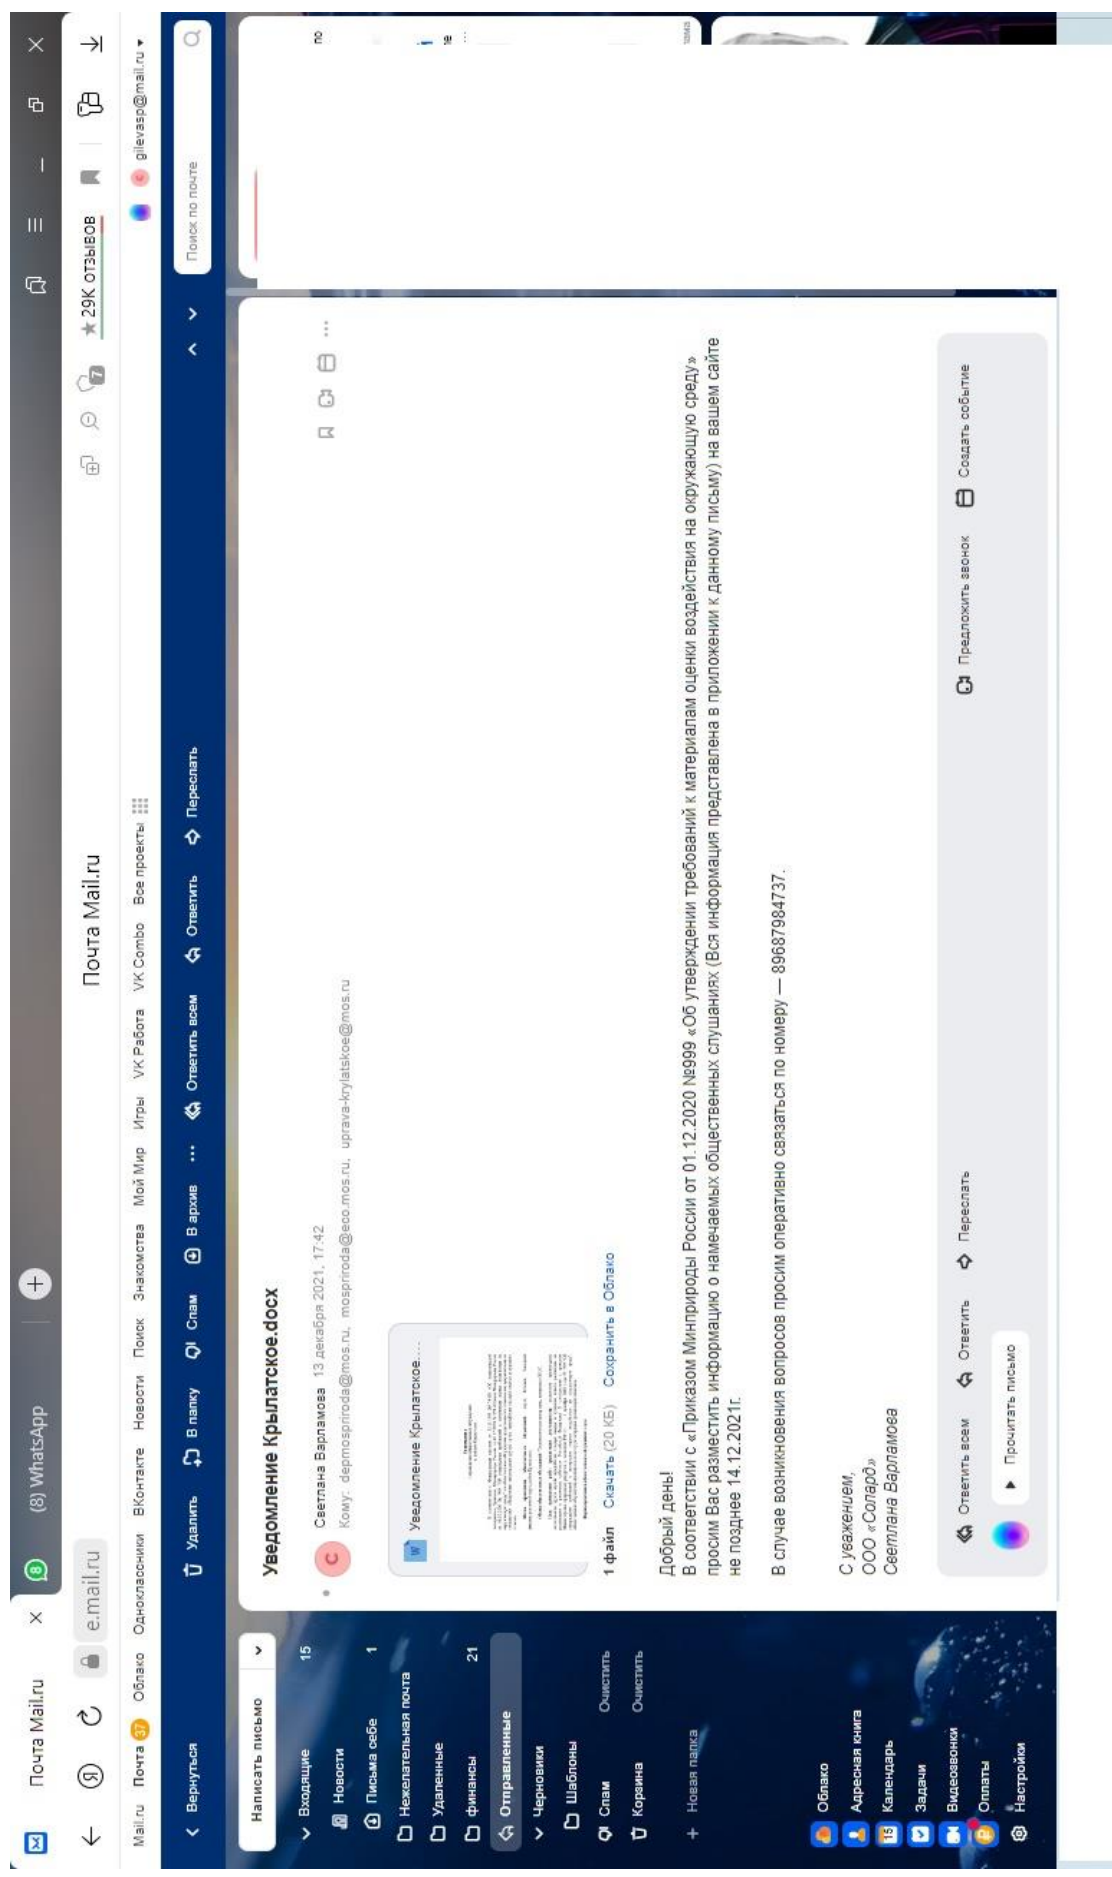 Почта Mail.ru
(8) WhatsApp
e.mail.ru
Почта Mail.ru
7
★ 29K отзывов
Mail.ru Почта 37 Облако Одноклассники ВКонтакте Новости Поиск Знакомства Мой Мир Игры VK Работа VK Combo Все проекты
gilevasp@mail.ru
Вернуться
Удалить В папку Спам В архив ... Ответить всем Ответить Переслать
Поиск по почте
Написать письмо
Входящие 15
Новости
Письма себе 1
Нежелательная почта
Удаленные
финансы 21
Отправленные
Черновики
Шаблоны
Спам Очистить
Корзина Очистить
+ Новая папка
Облако
Адресная книга
15 Календарь
Задачи
Видеозвонки
Оплаты
Настройки
Уведомление Крылатское.docx
С
Светлана Варламова 13 декабря 2021, 17:42
Кому: depmospriroda@mos.ru, mospriroda@eco.mos.ru, uprava-krylatskoe@mos.ru
W Уведомление Крылатское....
1 файл Скачать (20 КБ) Сохранить в Облако
Добрый день!
В соответствии с «Приказом Минприроды России от 01.12.2020 №999 «Об утверждении требований к материалам оценки воздействия на окружающую среду»
просим Вас разместить информацию о намечаемых общественных слушаниях (Вся информация представлена в приложении к данному письму) на вашем сайте
не позднее 14.12.2021г.
В случае возникновения вопросов просим оперативно связаться по номеру — 89687984737.
С уважением,
ООО «Солард»
Светлана Варламова
Ответить всем Ответить Переслать
Предложить звонок Создать событие
Прочитать письмо
по